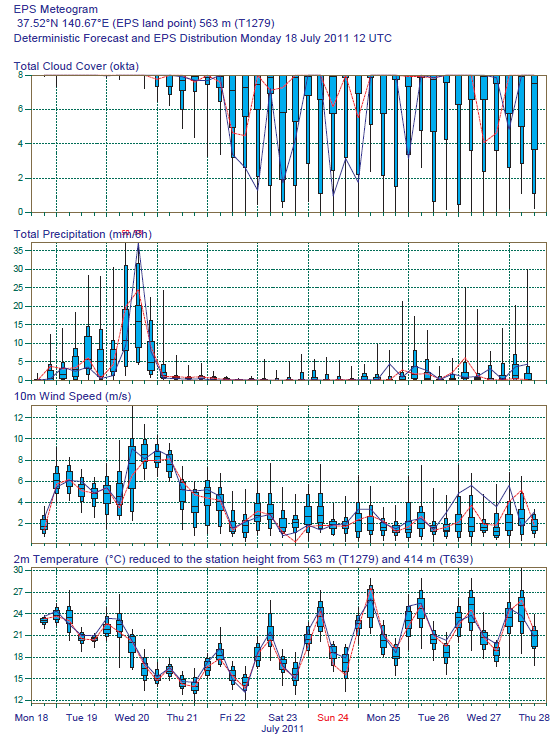 EPS Meteogram
37.52°N 140.67°E (EPS land point) 563 m (T1279)
Deterministic Forecast and EPS Distribution Monday 18 July 2011 12 UTC
Total Cloud Cover (okta)
8
6
4
2
0
Total Precipitation (mm/6h)
35
30
25
20
15
10
5
0
10m Wind Speed (m/s)
12
10
8
6
4
2
2m Temperature (°C) reduced to the station height from 563 m (T1279) and 414 m (T639)
30
27
24
21
18
15
12
Mon 18 Tue 19 Wed 20 Thu 21 Fri 22 Sat 23 Sun 24 Mon 25 Tue 26 Wed 27 Thu 28
July 2011